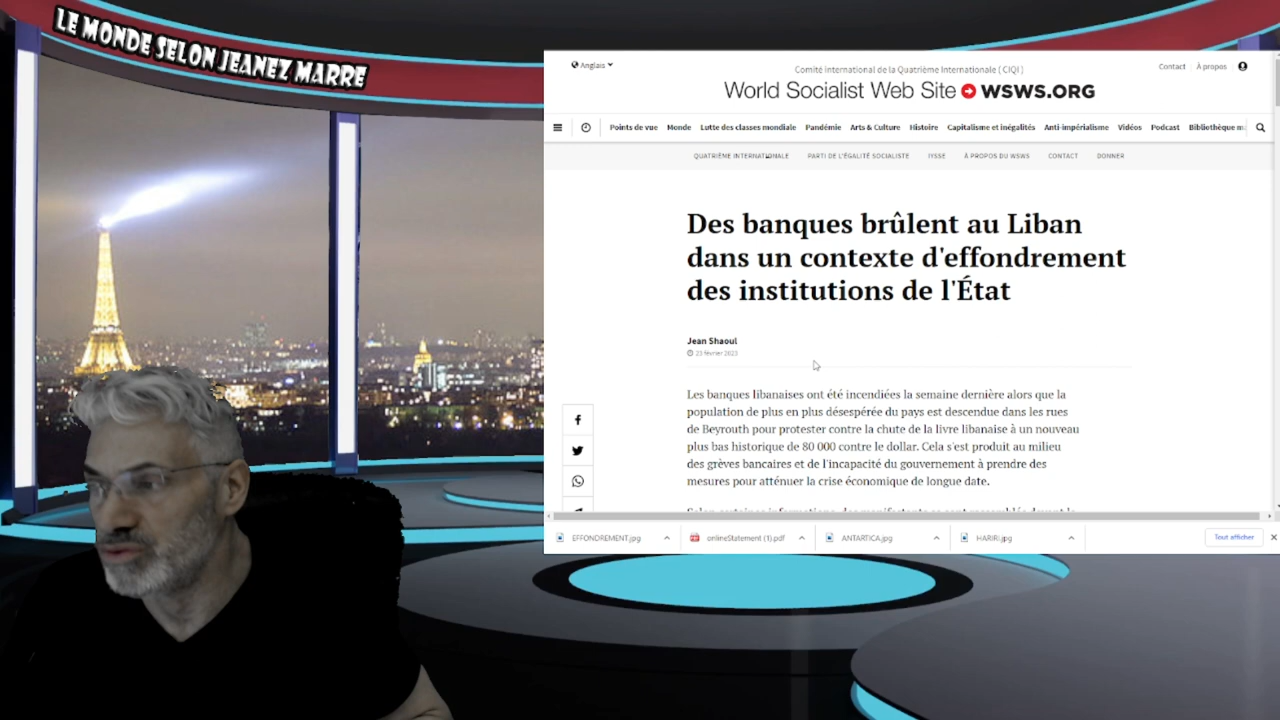 LE MONDE SELON JEANEZ MARRE
Anglais
Contact À propos
Comité international de la Quatrième Internationale ( CIQI )
World Socialist Web Site WSWS.ORG
Points de vue Monde Lutte des classes mondiale Pandémie Arts & Culture Histoire Capitalisme et inégalités Anti-impérialisme Vidéos Podcast Bibliothèque
QUATRIÈME INTERNATIONALE PARTI DE L'ÉGALITÉ SOCIALISTE IYSSE À PROPOS DU WSWS CONTACT DONNER
Des banques brûlent au Liban
dans un contexte d'effondrement
des institutions de l'État
Jean Shaoul
23 février 2023
Les banques libanaises ont été incendiées la semaine dernière alors que la
population de plus en plus désespérée du pays est descendue dans les rues
de Beyrouth pour protester contre la chute de la livre libanaise à un nouveau
plus bas historique de 80 000 contre le dollar. Cela s'est produit au milieu
des grèves bancaires et de l'incapacité du gouvernement à prendre des
mesures pour atténuer la crise économique de longue date.
EFFONDREMENT.jpg onlineStatement (1).pdf ANTARTICA.jpg HARIRI.jpg Tout afficher